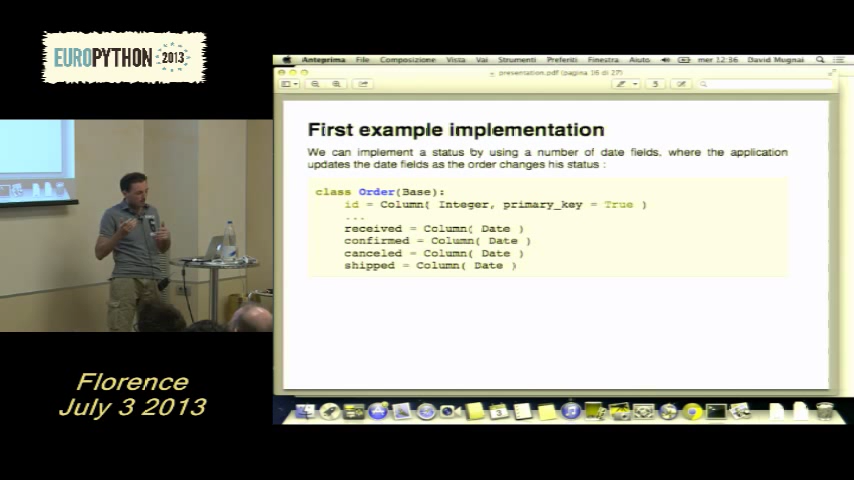 EUROPYTHON 2013
Anteprima File Composizione Vista Vai Strumenti Preferiti Finestra Aiuto mer 12:36 David Mugnai
presentation.pdf (pagina 16 di 27)
First example implementation
We can implement a status by using a number of date fields, where the application
updates the date fields as the order changes his status :
class Order(Base):
id = Column( Integer, primary_key = True )
...
received = Column( Date )
confirmed = Column( Date )
canceled = Column( Date )
shipped = Column( Date )
Florence
July 3 2013